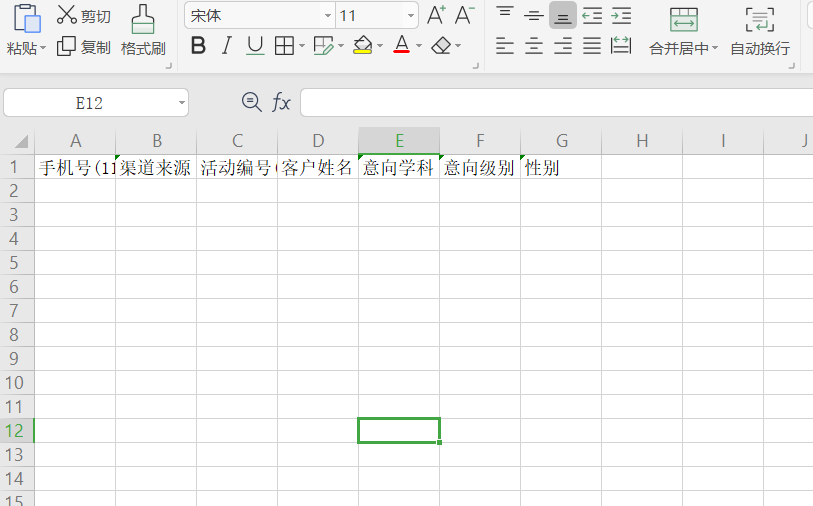 剪切
宋体 11 A+ A-
粘贴 复制 格式刷
B I U A 合并居中 自动换行
E12 fx
A B C D E F G H I J
1 手机号(11 渠道来源 活动编号( 客户姓名 意向学科 意向级别 性别
2
3
4
5
6
7
8
9
10
11
12
13
14
15